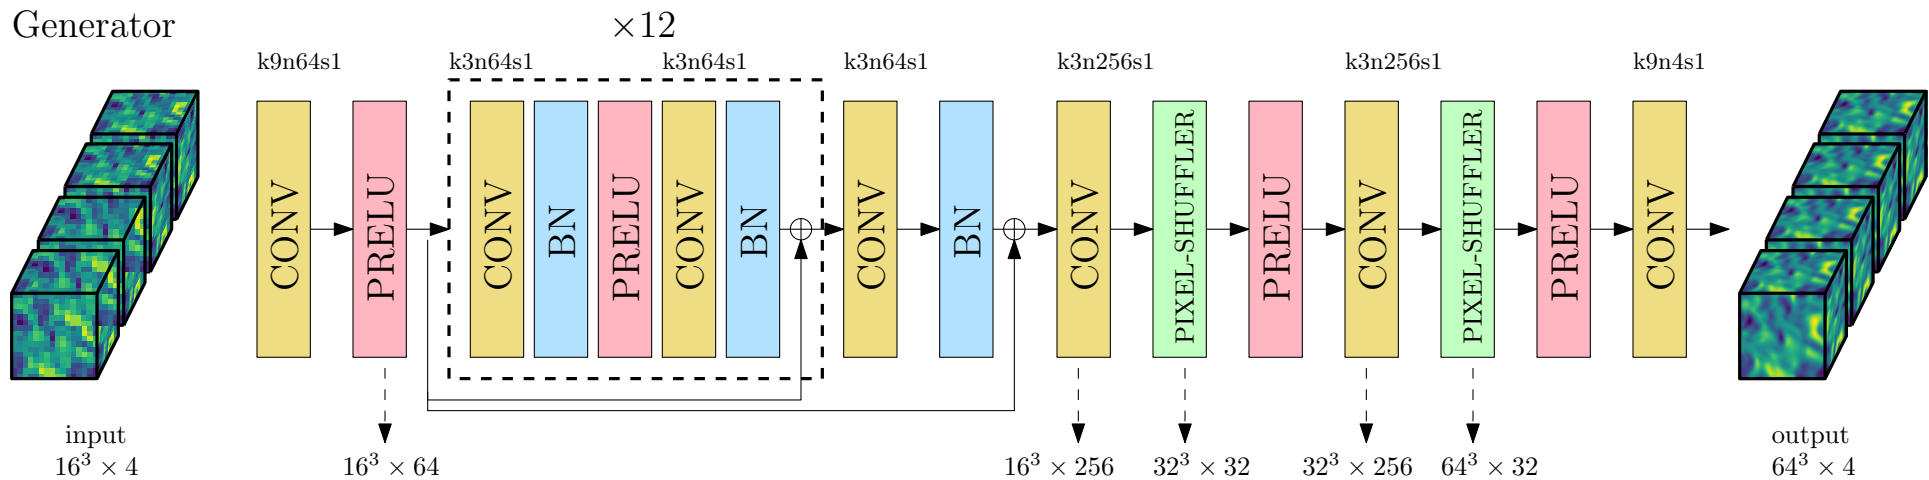 Generator
×12
k9n64s1
k3n64s1
k3n64s1
k3n64s1
k3n256s1
k3n256s1
k9n4s1
CONV
PRELU
CONV
BN
PRELU
CONV
BN
CONV
BN
CONV
PIXEL-SHUFFLER
PRELU
CONV
PIXEL-SHUFFLER
PRELU
CONV
input
16³ × 4
16³ × 64
16³ × 256
32³ × 32
32³ × 256
64³ × 32
output
64³ × 4